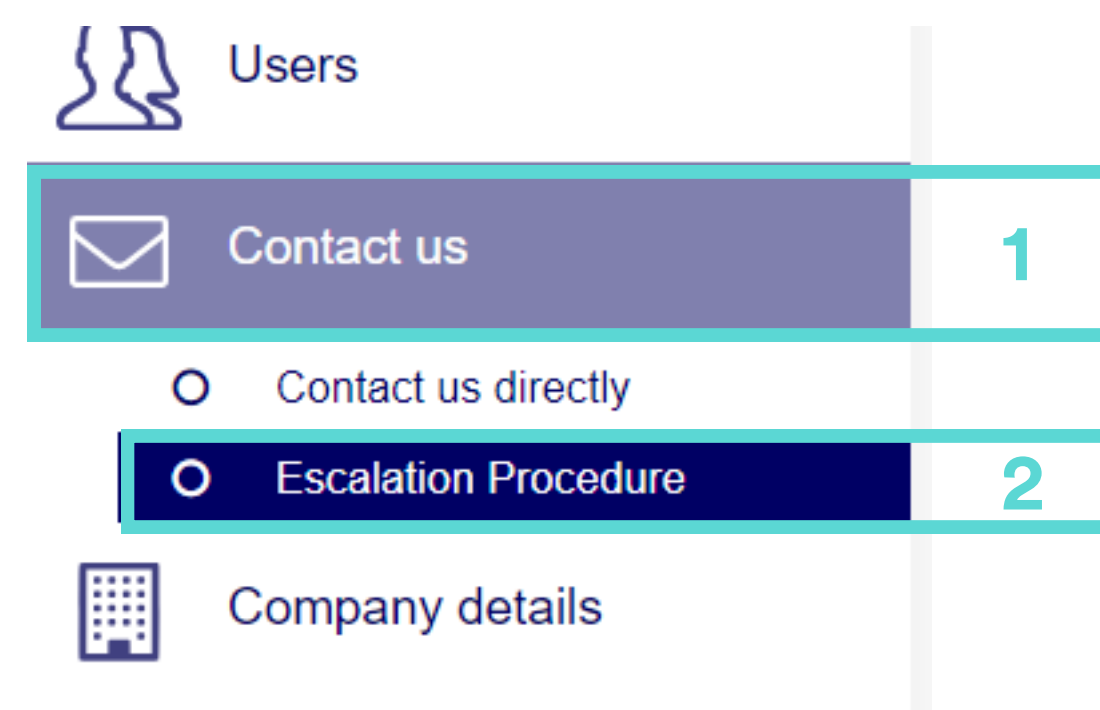 Users
Contact us
1
Contact us directly
Escalation Procedure
2
Company details